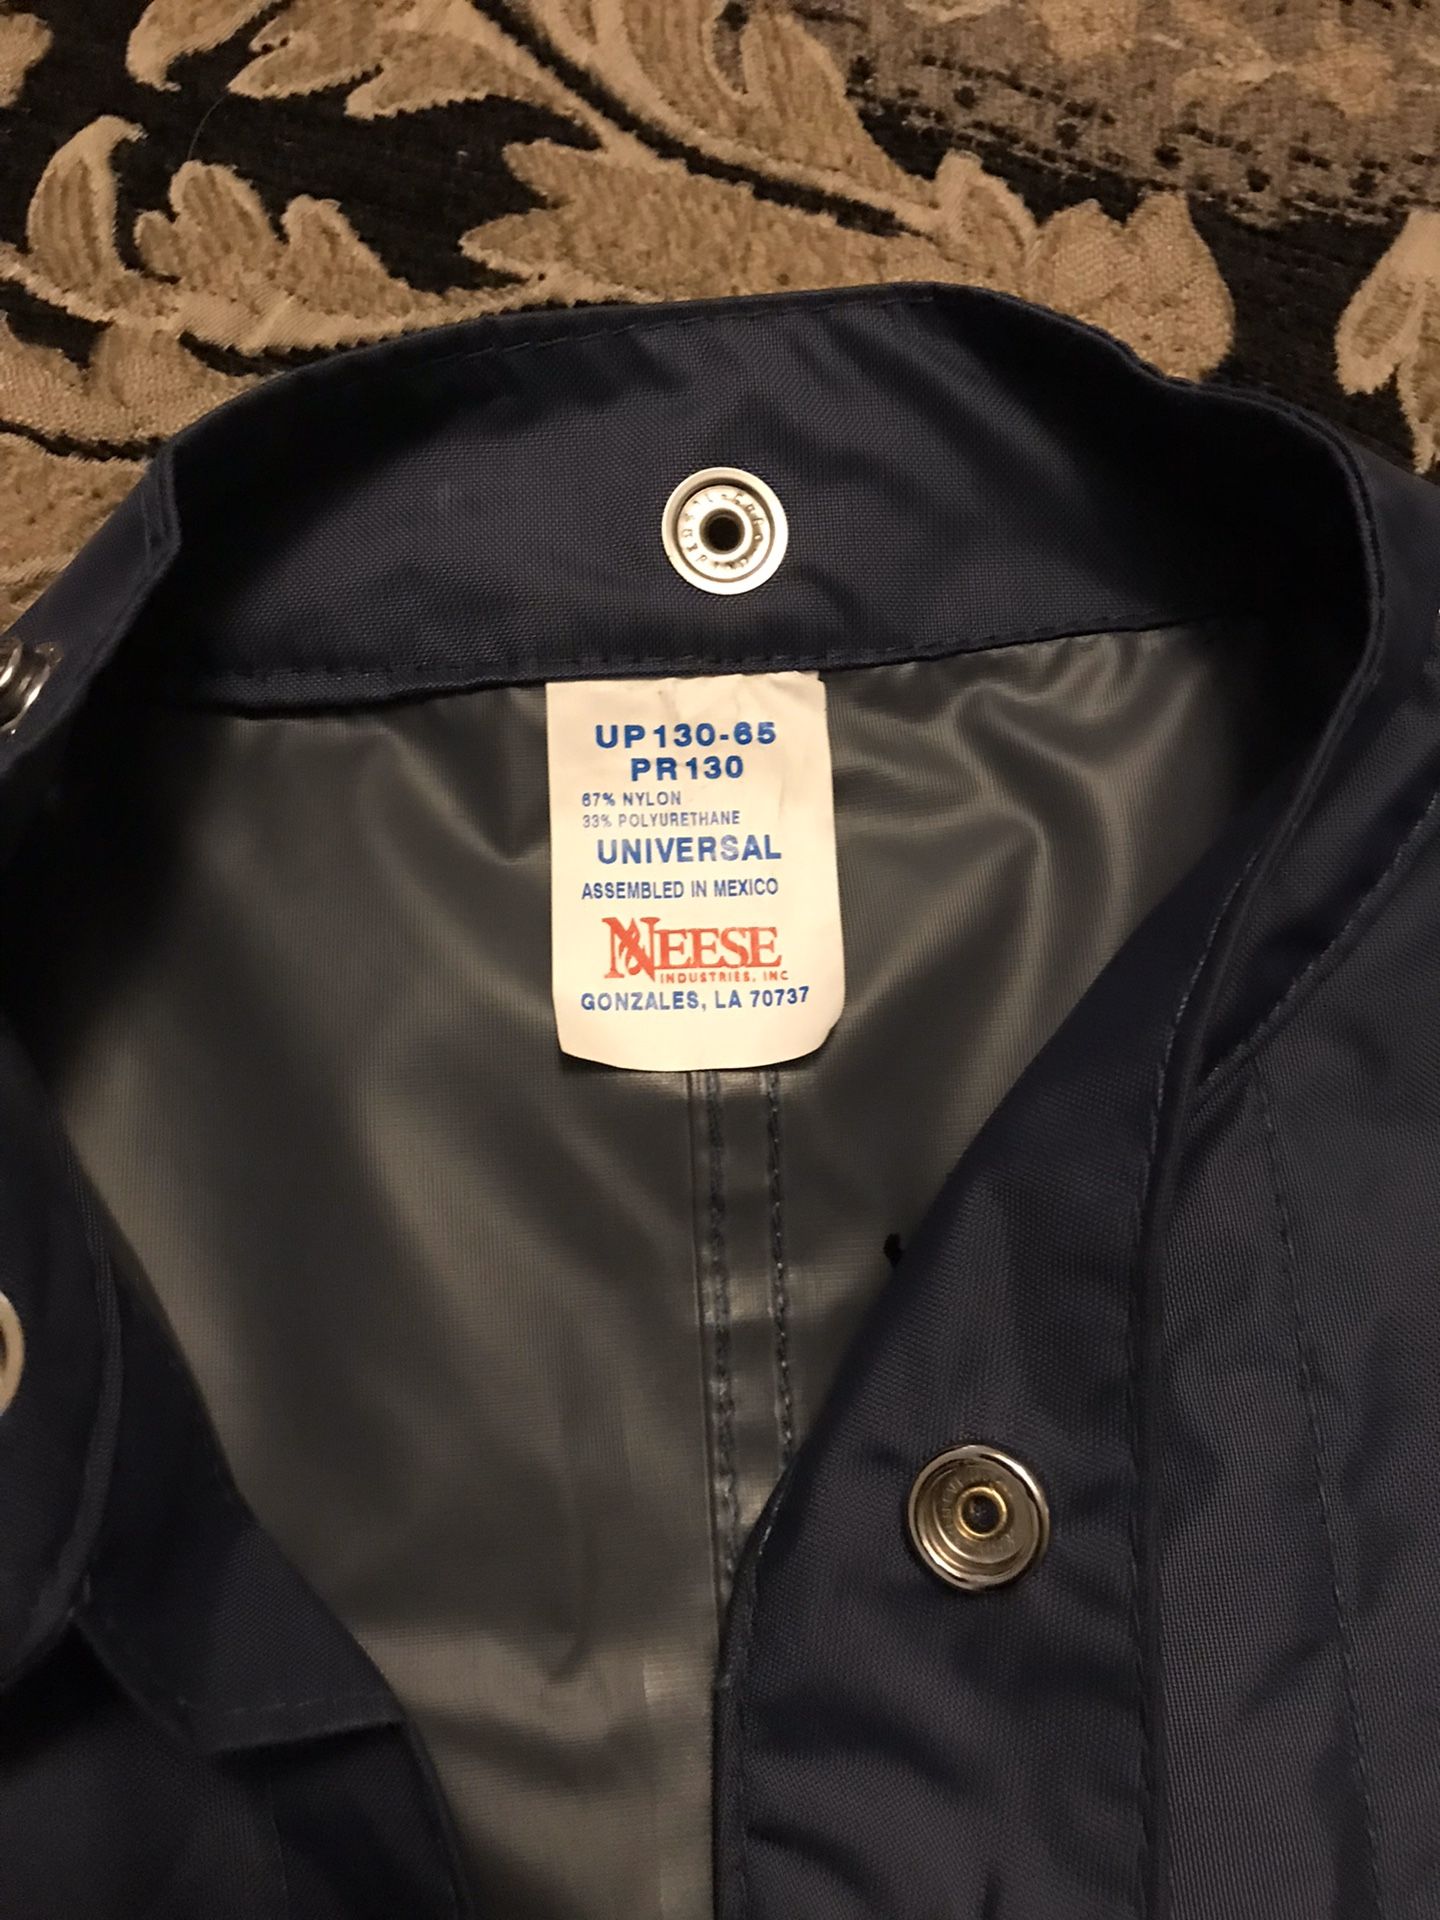 UP130-65
PR130
67% NYLON
33% POLYURETHANE
UNIVERSAL
ASSEMBLED IN MEXICO
NEESE
INDUSTRIES, INC
GONZALES, LA 70737